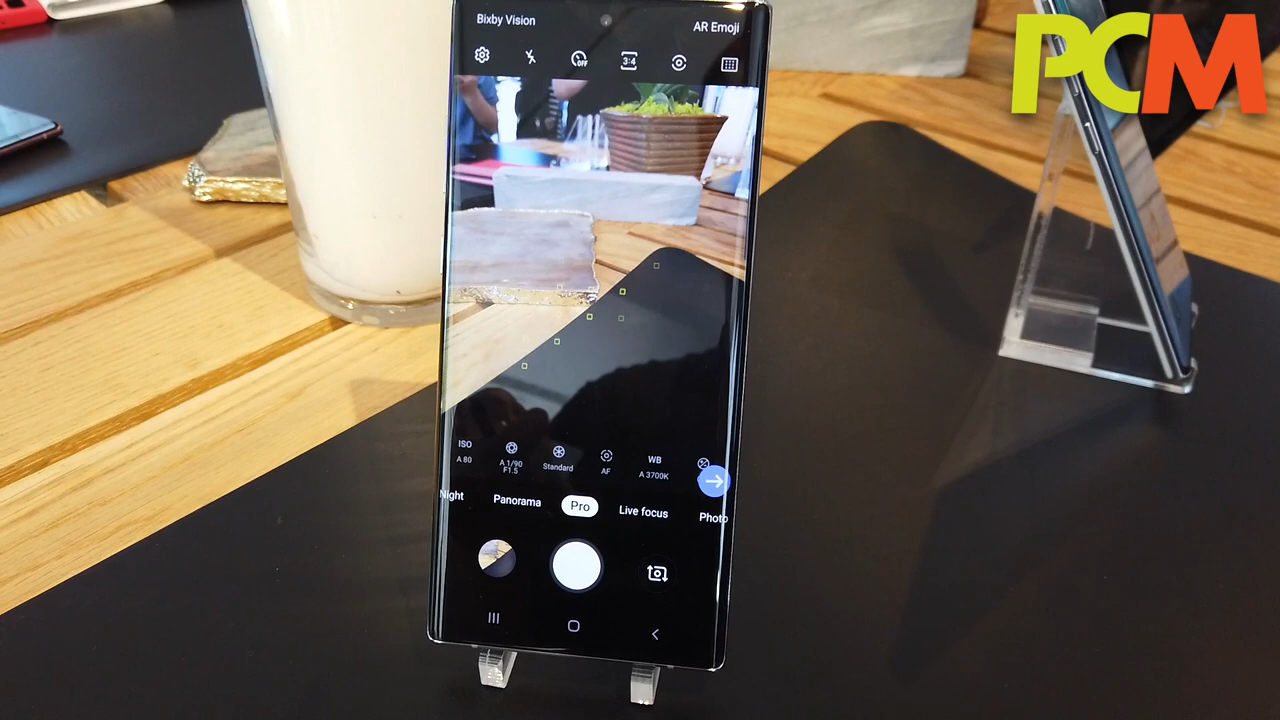 PCM
Bixby Vision
AR Emoji
OFF
3:4
ISO
A 80
A 1/90
F1.5
Standard
AF
WB
A 3700K
Night
Panorama
Pro
Live focus
Photo